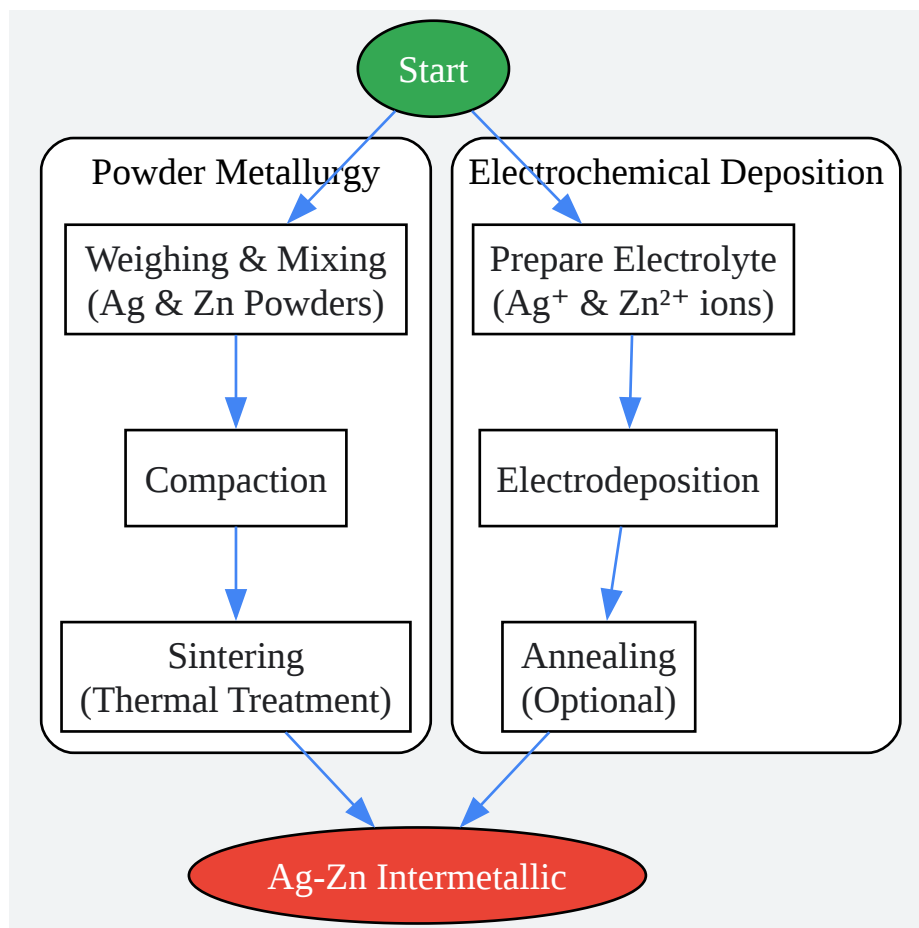 Start
Powder Metallurgy
Weighing & Mixing
(Ag & Zn Powders)
Compaction
Sintering
(Thermal Treatment)
Electrochemical Deposition
Prepare Electrolyte
(Ag⁺ & Zn²⁺ ions)
Electrodeposition
Annealing
(Optional)
Ag-Zn Intermetallic